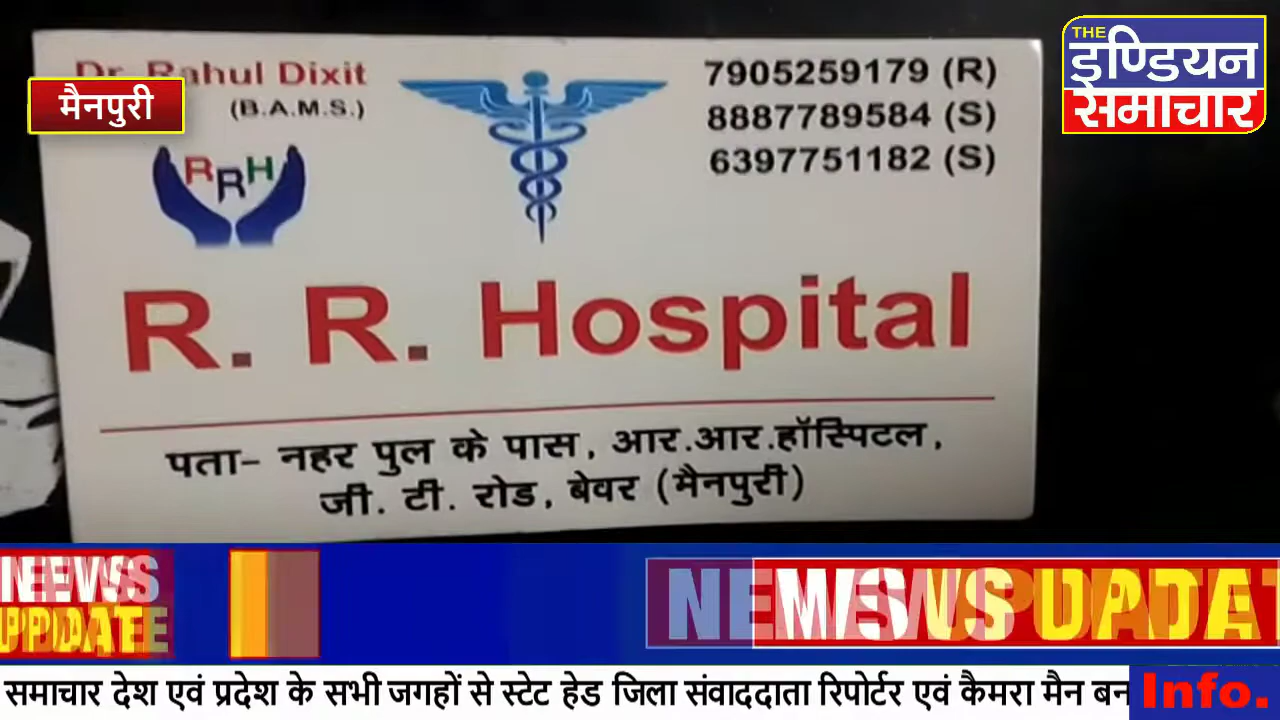 THE
इण्डियन
समाचार
मैनपुरी
Dr. Rahul Dixit
(B.A.M.S.)
7905259179 (R)
8887789584 (S)
6397751182 (S)
RRH
R. R. Hospital
पता- नहर पुल के पास, आर.आर.हॉस्पिटल,
जी. टी. रोड, बेवर (मैनपुरी)
NEWS
UPDATE
NEWS UPDATE
समाचार देश एवं प्रदेश के सभी जगहों से स्टेट हेड जिला संवाददाता रिपोर्टर एवं कैमरा मैन बन
Info.